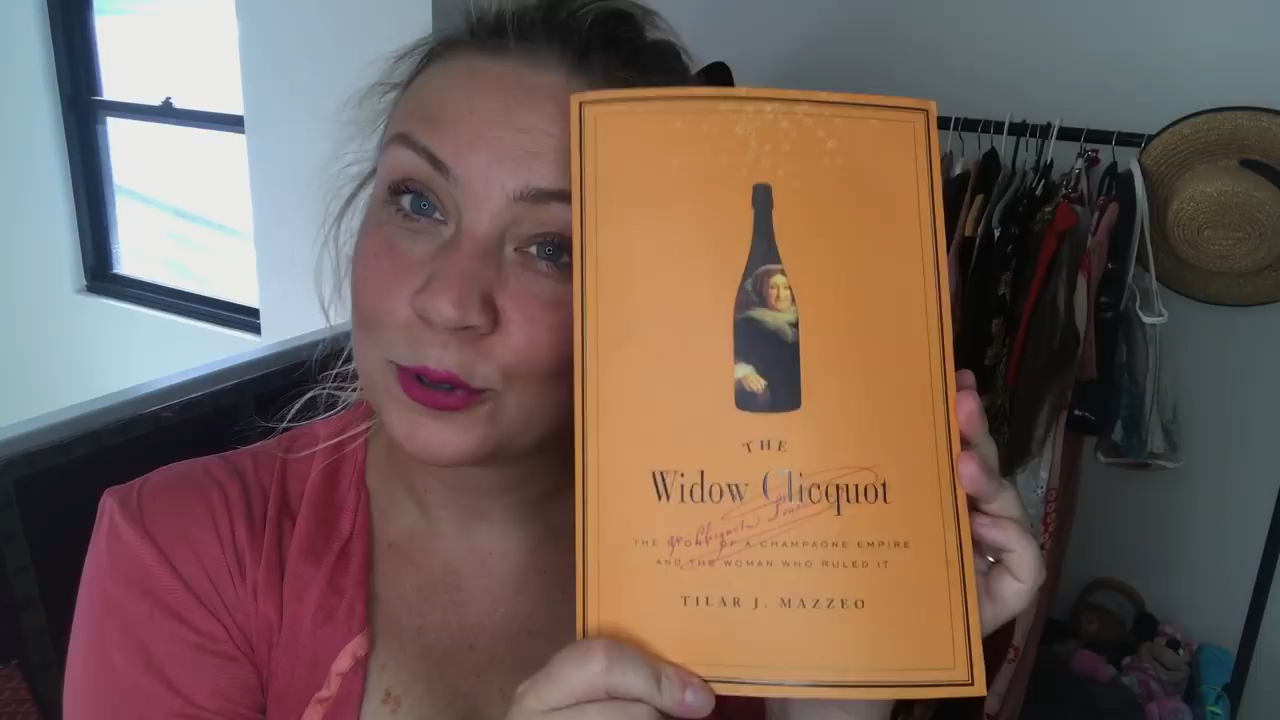 THE
Widow Clicquot
THE STORY OF A CHAMPAGNE EMPIRE
AND THE WOMAN WHO RULED IT
TILAR J. MAZZEO